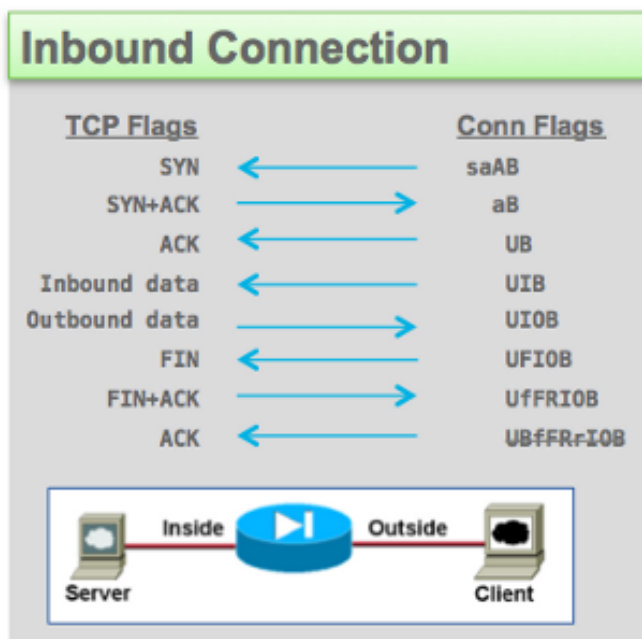 Inbound Connection
TCP Flags Conn Flags
SYN saAB
SYN+ACK aB
ACK UB
Inbound data UIB
Outbound data UIOB
FIN UFIOB
FIN+ACK UfFRIOB
ACK UBfFRrIOB
Inside Outside
Server Client